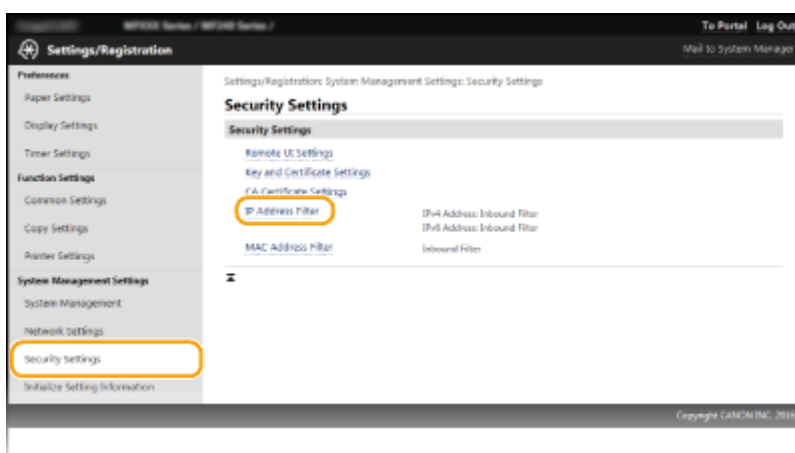 To Portal Log Out
Settings/Registration
Mail to System Manager
Preferences
Paper Settings
Display Settings
Timer Settings
Function Settings
Common Settings
Copy Settings
Printer Settings
System Management Settings
System Management
Network Settings
Security Settings
Initialize Setting Information
Settings/Registration: System Management Settings: Security Settings
Security Settings
Security Settings
Remote UI Settings
Key and Certificate Settings
CA Certificate Settings
IP Address Filter
IPv4 Address: Inbound Filter
IPv6 Address: Inbound Filter
MAC Address Filter
Inbound Filter
Copyright CANON INC. 2016